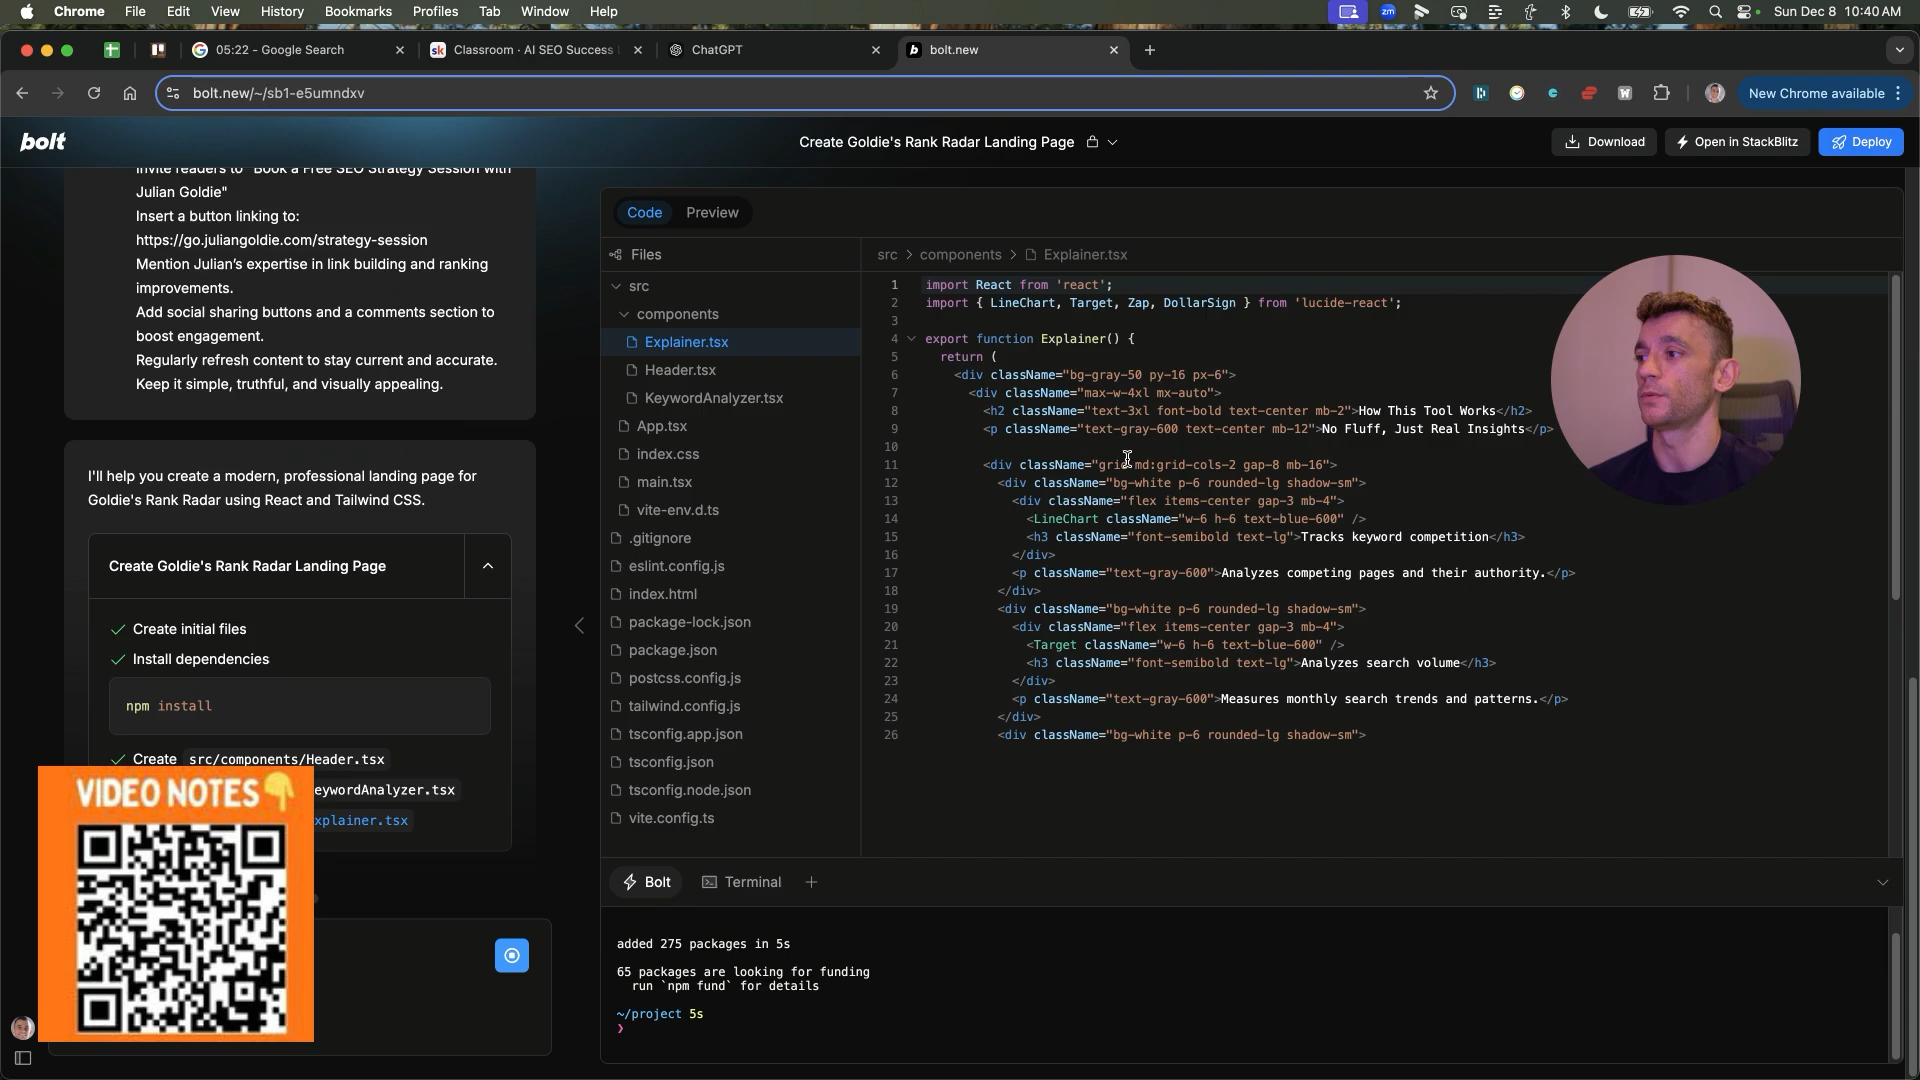 Chrome File Edit View History Bookmarks Profiles Tab Window Help
zm
Sun Dec 8 10:40 AM
05:22 - Google Search
sk Classroom · AI SEO Success
ChatGPT
b bolt.new
bolt.new/~/sb1-e5umndxv
New Chrome available
bolt
Create Goldie's Rank Radar Landing Page
Download
Open in StackBlitz
Deploy
Invite readers to "Book a Free SEO Strategy Session with
Julian Goldie"
Insert a button linking to:
https://go.juliangoldie.com/strategy-session
Mention Julian's expertise in link building and ranking
improvements.
Add social sharing buttons and a comments section to
boost engagement.
Regularly refresh content to stay current and accurate.
Keep it simple, truthful, and visually appealing.
I'll help you create a modern, professional landing page for
Goldie's Rank Radar using React and Tailwind CSS.
Create Goldie's Rank Radar Landing Page
Create initial files
Install dependencies
npm install
Create src/components/Header.tsx
eywordAnalyzer.tsx
xplainer.tsx
VIDEO NOTES
Code Preview
Files
src
components
Explainer.tsx
Header.tsx
KeywordAnalyzer.tsx
App.tsx
index.css
main.tsx
vite-env.d.ts
.gitignore
eslint.config.js
index.html
package-lock.json
package.json
postcss.config.js
tailwind.config.js
tsconfig.app.json
tsconfig.json
tsconfig.node.json
vite.config.ts
src > components > Explainer.tsx
1 import React from 'react';
2 import { LineChart, Target, Zap, DollarSign } from 'lucide-react';
3
4 export function Explainer() {
5 return (
6 <div className="bg-gray-50 py-16 px-6">
7 <div className="max-w-4xl mx-auto">
8 <h2 className="text-3xl font-bold text-center mb-2">How This Tool Works</h2>
9 <p className="text-gray-600 text-center mb-12">No Fluff, Just Real Insights</p>
10
11 <div className="grid md:grid-cols-2 gap-8 mb-16">
12 <div className="bg-white p-6 rounded-lg shadow-sm">
13 <div className="flex items-center gap-3 mb-4">
14 <LineChart className="w-6 h-6 text-blue-600" />
15 <h3 className="font-semibold text-lg">Tracks keyword competition</h3>
16 </div>
17 <p className="text-gray-600">Analyzes competing pages and their authority.</p>
18 </div>
19 <div className="bg-white p-6 rounded-lg shadow-sm">
20 <div className="flex items-center gap-3 mb-4">
21 <Target className="w-6 h-6 text-blue-600" />
22 <h3 className="font-semibold text-lg">Analyzes search volume</h3>
23 </div>
24 <p className="text-gray-600">Measures monthly search trends and patterns.</p>
25 </div>
26 <div className="bg-white p-6 rounded-lg shadow-sm">
Bolt Terminal
added 275 packages in 5s
65 packages are looking for funding
run `npm fund` for details
~/project 5s
❯